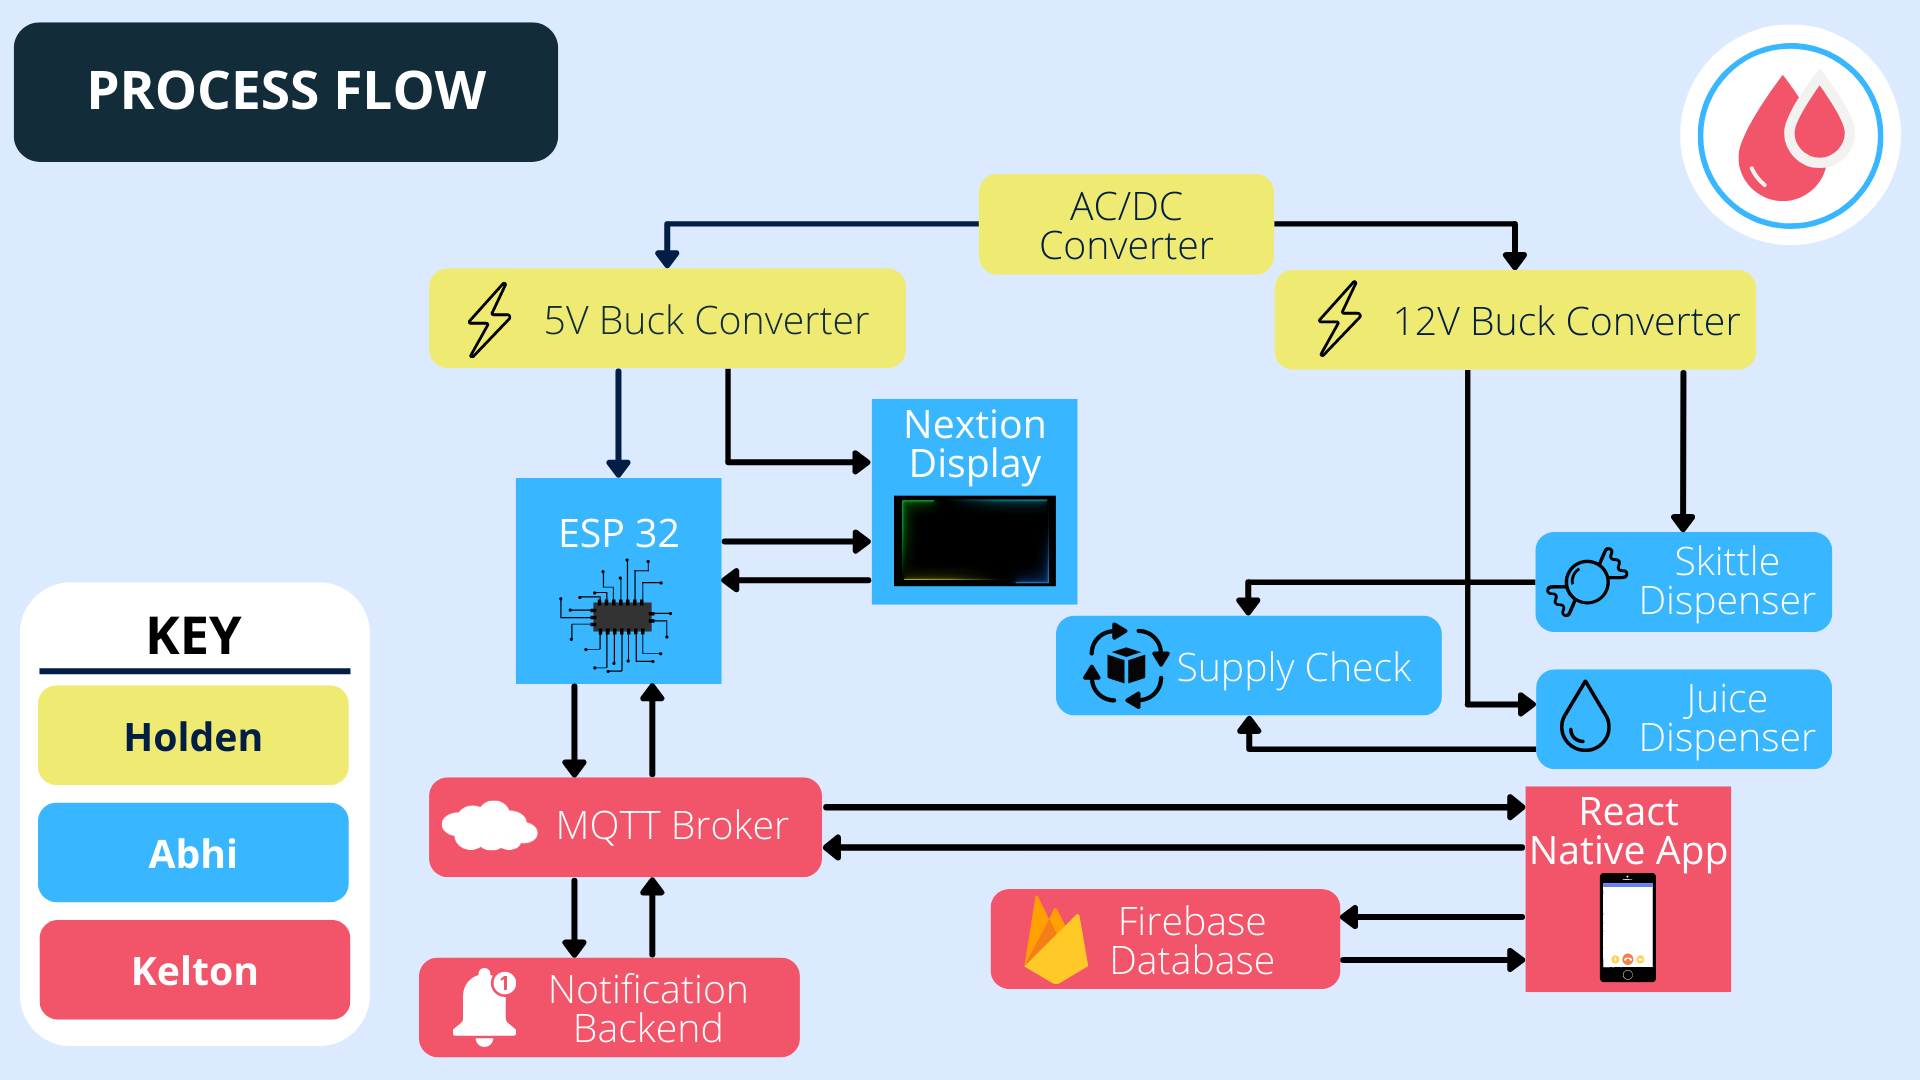 PROCESS FLOW
AC/DC
Converter
5V Buck Converter
12V Buck Converter
Nextion
Display
ESP 32
Skittle
Dispenser
Supply Check
Juice
Dispenser
KEY
Holden
Abhi
Kelton
MQTT Broker
React
Native App
Firebase
Database
1
Notification
Backend